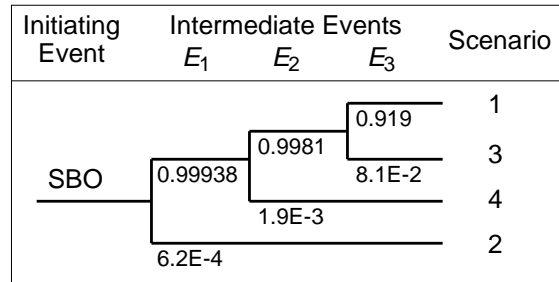 Initiating Event
Intermediate Events
E1 E2 E3
Scenario
SBO
0.99938
6.2E-4
0.9981
1.9E-3
0.919
8.1E-2
1
3
4
2